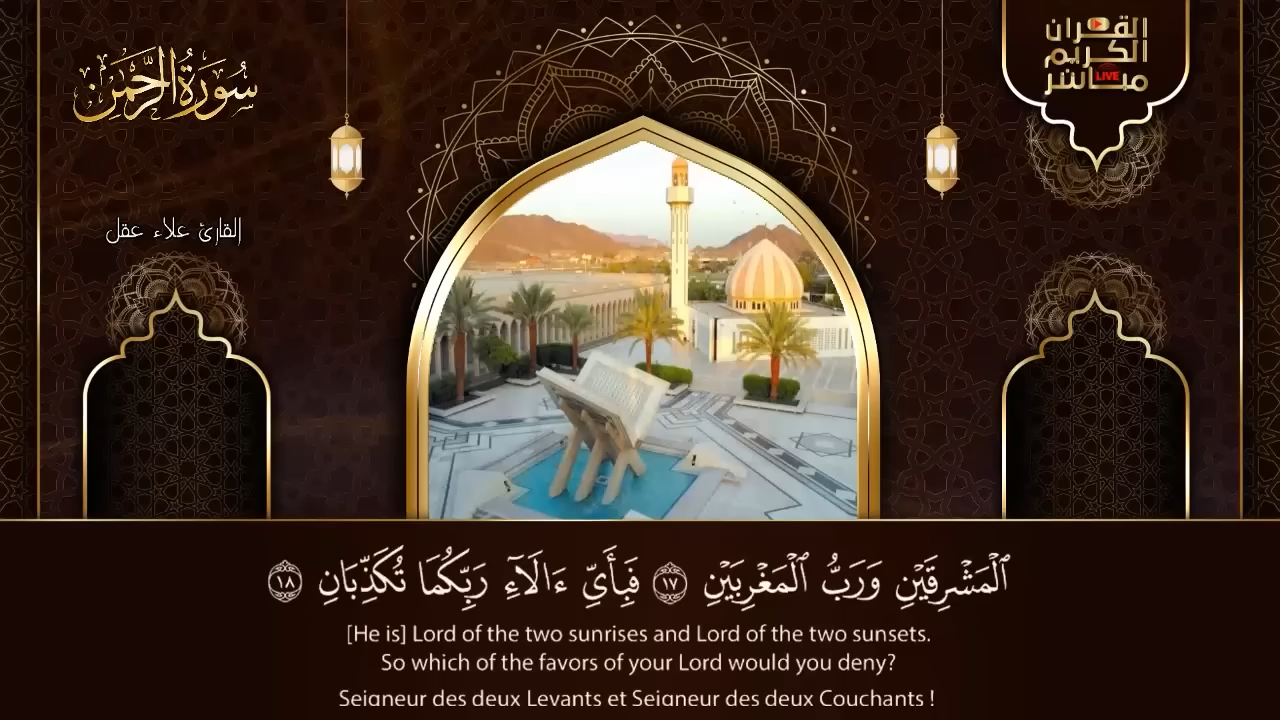 سُورَةُ الرَّحْمَن
القرآن
الكريم
مباشر
LIVE
القارئ علاء عقل
ٱلْمَشْرِقَيْنِ وَرَبُّ ٱلْمَغْرِبَيْنِ ١٧ فَبِأَيِّ ءَالَآءِ رَبِّكُمَا تُكَذِّبَانِ ١٨
[He is] Lord of the two sunrises and Lord of the two sunsets.
So which of the favors of your Lord would you deny?
Seigneur des deux Levants et Seigneur des deux Couchants !